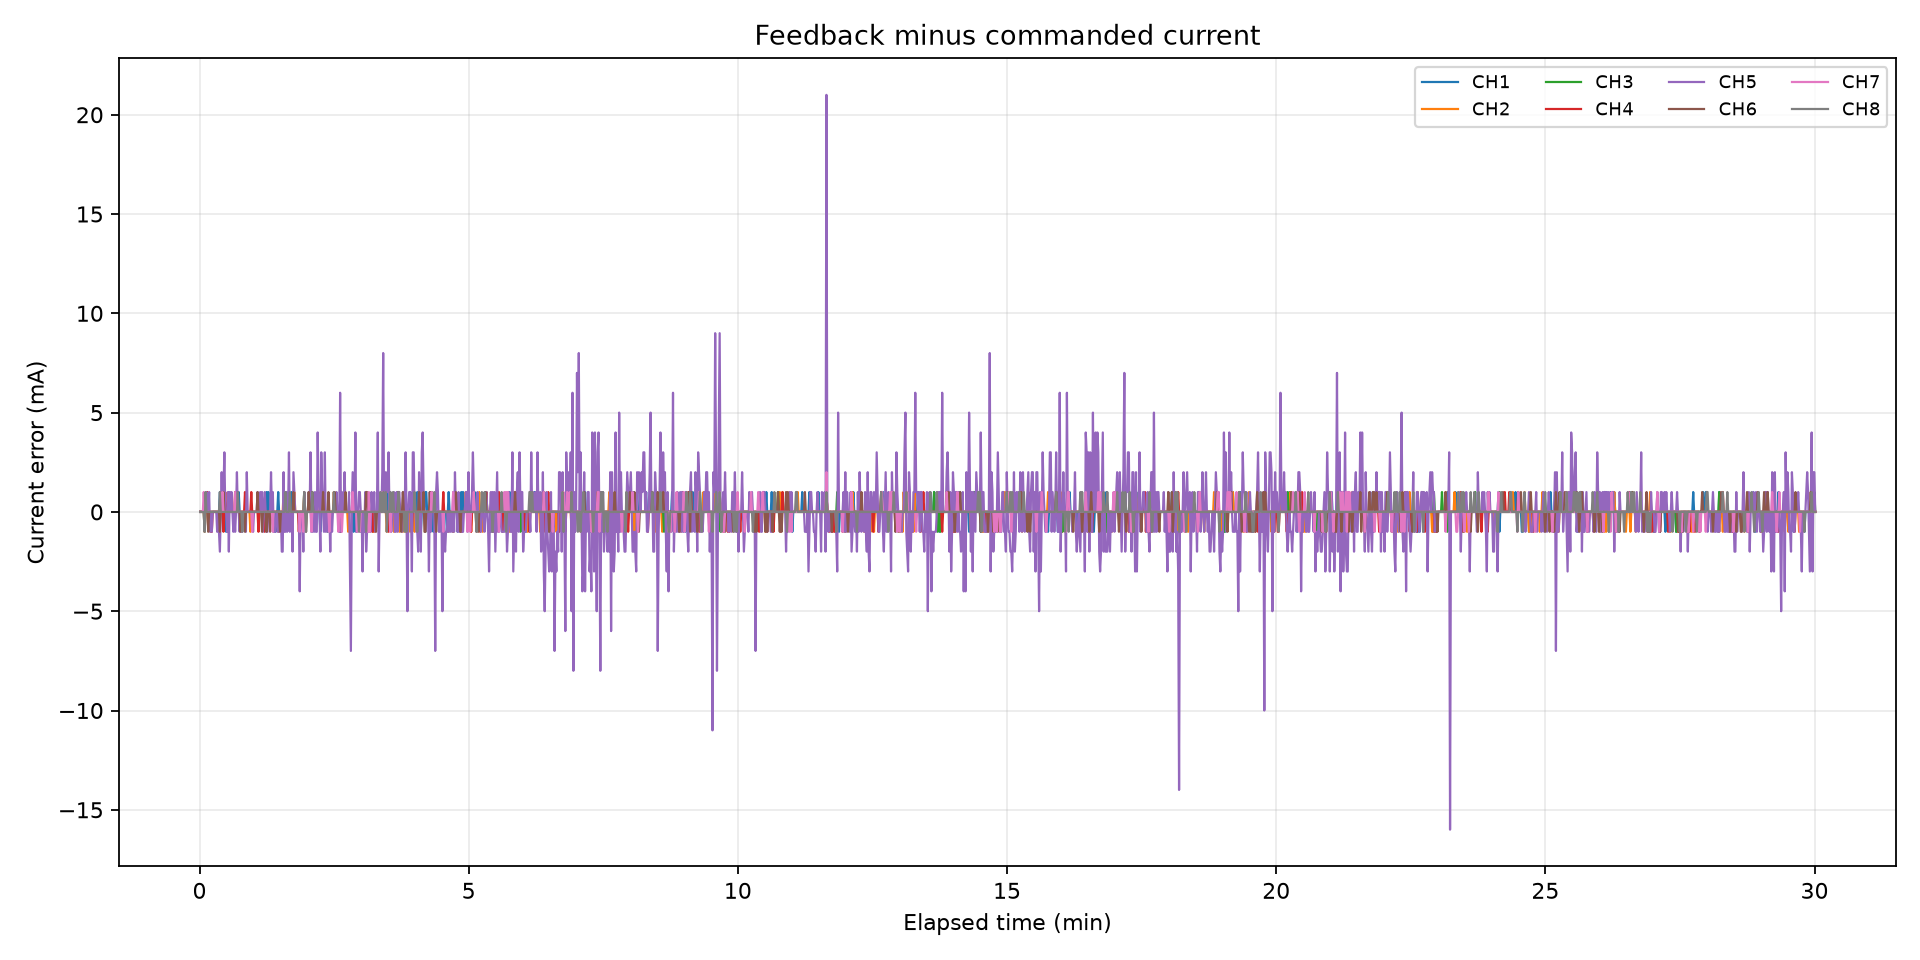 Feedback minus commanded current
CH1 CH3 CH5 CH7
CH2 CH4 CH6 CH8
20
15
10
5
0
−5
−10
−15
Current error (mA)
0 5 10 15 20 25 30
Elapsed time (min)